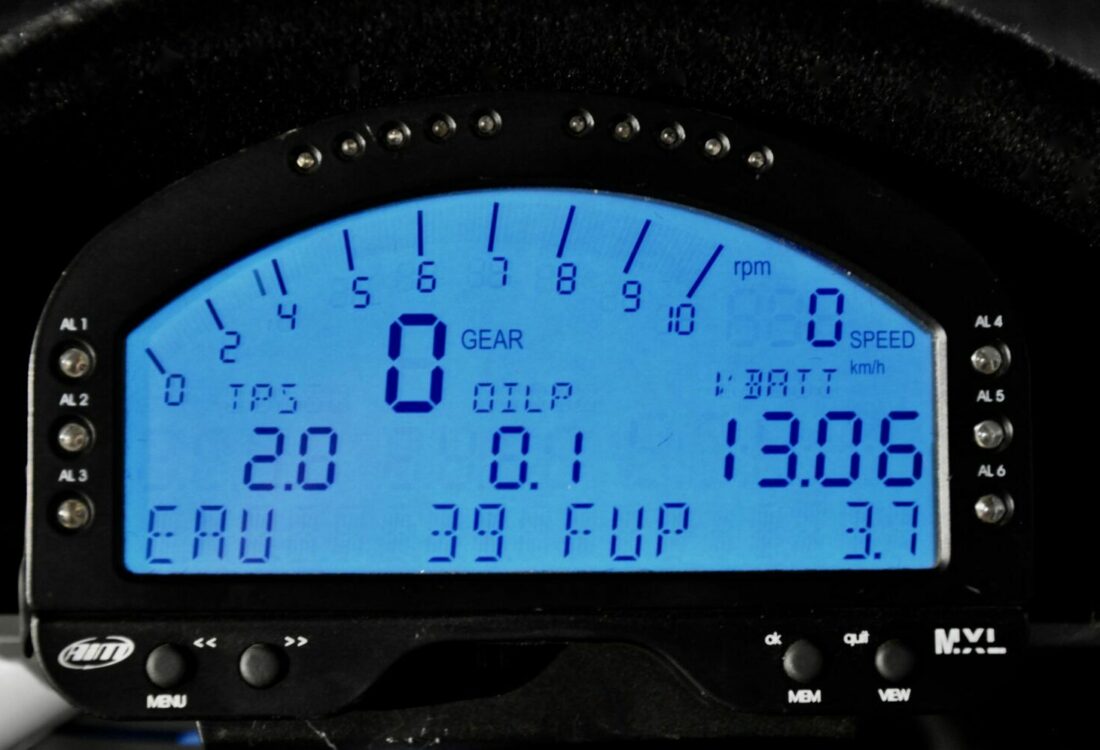 5 6 7 8 9 10 rpm
0 2 4
0 GEAR
0 SPEED
km/h
TPS OILP VBATT
2.0 0.1 13.06
EAU 39 FUP 3.7
AL 1
AL 2
AL 3
AL 4
AL 5
AL 6
AiM << >> ok quit MXL
MENU MEM VIEW